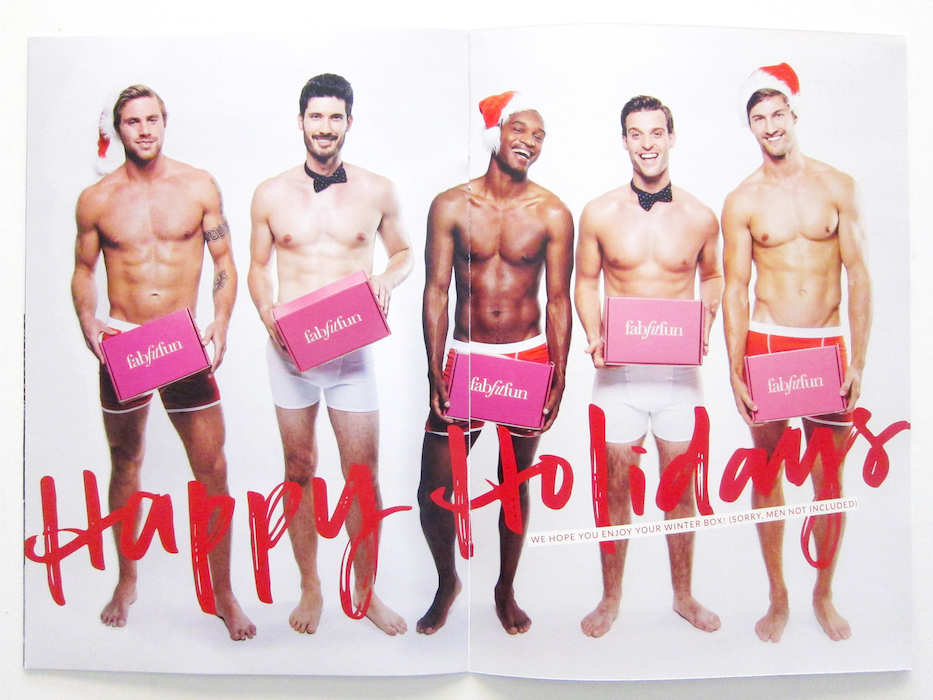 fabfitfun
fabfitfun
fabfitfun
fabfitfun
fabfitfun
Happy Holidays
WE HOPE YOU ENJOY YOUR WINTER BOX! (SORRY, MEN NOT INCLUDED)